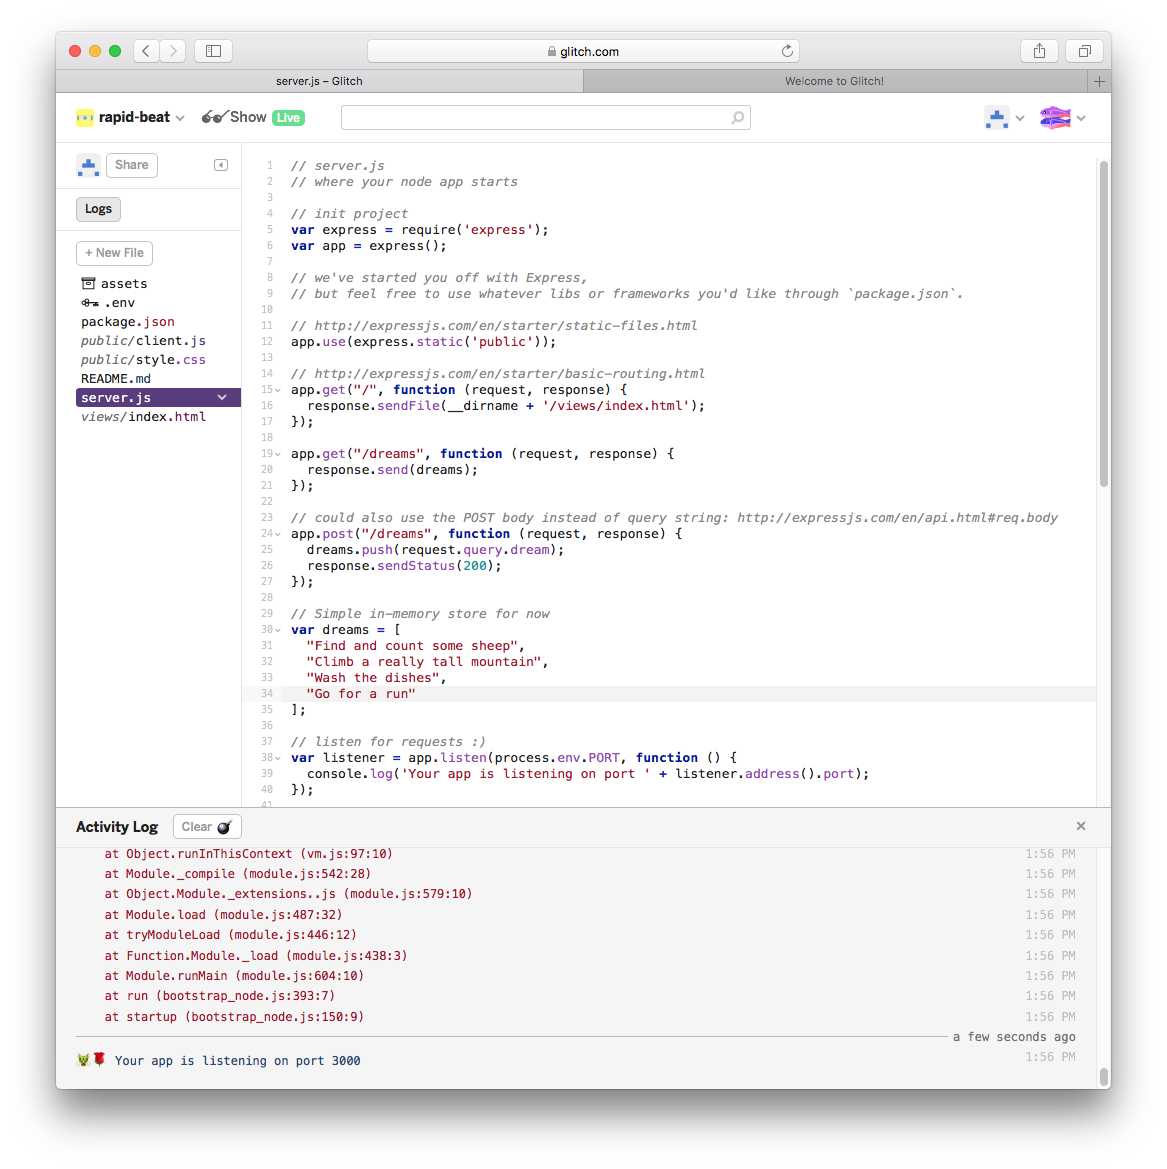 glitch.com
server.js – Glitch
Welcome to Glitch!
rapid-beat
Show Live
Share
Logs
+ New File
assets
.env
package.json
public/client.js
public/style.css
README.md
server.js
views/index.html
1 // server.js
2 // where your node app starts
3
4 // init project
5 var express = require('express');
6 var app = express();
7
8 // we've started you off with Express,
9 // but feel free to use whatever libs or frameworks you'd like through `package.json`.
10
11 // http://expressjs.com/en/starter/static-files.html
12 app.use(express.static('public'));
13
14 // http://expressjs.com/en/starter/basic-routing.html
15 app.get("/", function (request, response) {
16   response.sendFile(__dirname + '/views/index.html');
17 });
18
19 app.get("/dreams", function (request, response) {
20   response.send(dreams);
21 });
22
23 // could also use the POST body instead of query string: http://expressjs.com/en/api.html#req.body
24 app.post("/dreams", function (request, response) {
25   dreams.push(request.query.dream);
26   response.sendStatus(200);
27 });
28
29 // Simple in-memory store for now
30 var dreams = [
31   "Find and count some sheep",
32   "Climb a really tall mountain",
33   "Wash the dishes",
34   "Go for a run"
35 ];
36
37 // listen for requests :)
38 var listener = app.listen(process.env.PORT, function () {
39   console.log('Your app is listening on port ' + listener.address().port);
40 });
41
Activity Log
Clear
at Object.runInThisContext (vm.js:97:10) 1:56 PM
at Module._compile (module.js:542:28) 1:56 PM
at Object.Module._extensions..js (module.js:579:10) 1:56 PM
at Module.load (module.js:487:32) 1:56 PM
at tryModuleLoad (module.js:446:12) 1:56 PM
at Function.Module._load (module.js:438:3) 1:56 PM
at Module.runMain (module.js:604:10) 1:56 PM
at run (bootstrap_node.js:393:7) 1:56 PM
at startup (bootstrap_node.js:150:9) 1:56 PM
a few seconds ago
Your app is listening on port 3000 1:56 PM